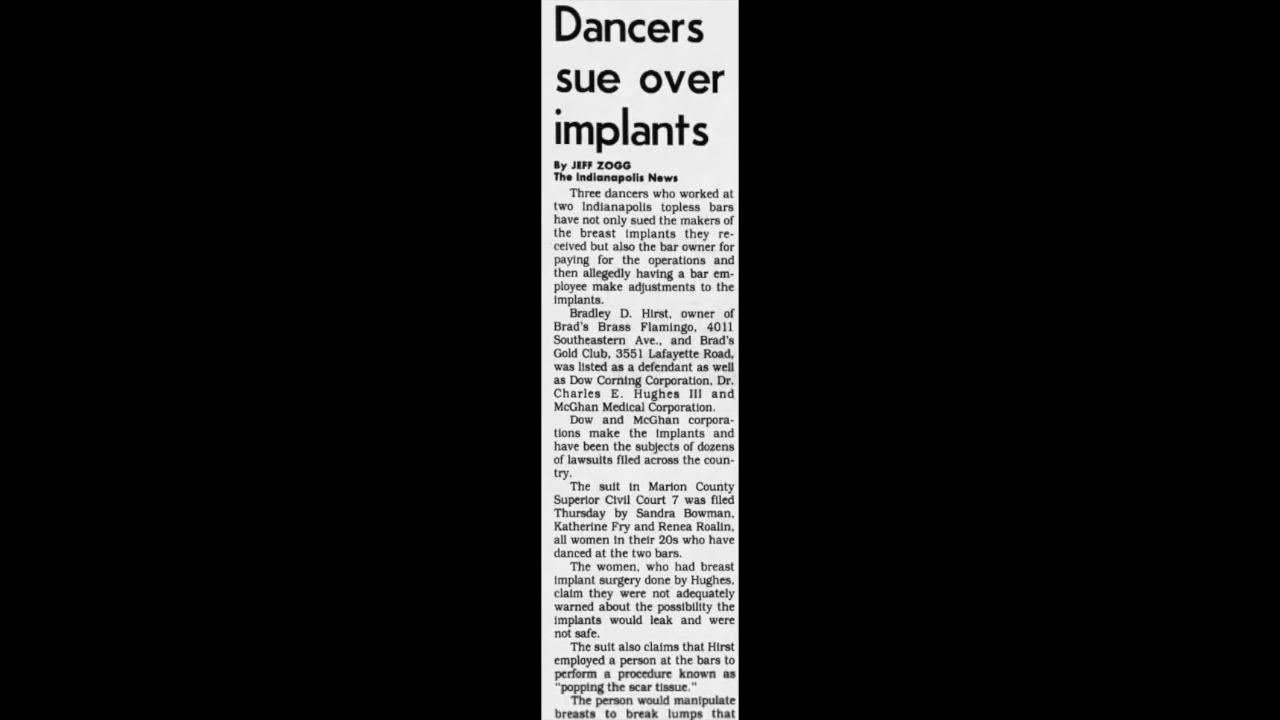 Dancers
sue over
implants
By JEFF ZOGG
The Indianapolis News
Three dancers who worked at
two Indianapolis topless bars
have not only sued the makers of
the breast implants they re-
ceived but also the bar owner for
paying for the operations and
then allegedly having a bar em-
ployee make adjustments to the
implants.
Bradley D. Hirst, owner of
Brad's Brass Flamingo, 4011
Southeastern Ave., and Brad's
Gold Club, 3551 Lafayette Road,
was listed as a defendant as well
as Dow Corning Corporation, Dr.
Charles E. Hughes III and
McGhan Medical Corporation.
Dow and McGhan corpora-
tions make the implants and
have been the subjects of dozens
of lawsuits filed across the coun-
try.
The suit in Marion County
Superior Civil Court 7 was filed
Thursday by Sandra Bowman,
Katherine Fry and Renea Roalin,
all women in their 20s who have
danced at the two bars.
The women, who had breast
implant surgery done by Hughes,
claim they were not adequately
warned about the possibility the
implants would leak and were
not safe.
The suit also claims that Hirst
employed a person at the bars to
perform a procedure known as
"popping the scar tissue."
The person would manipulate
breasts to break lumps that